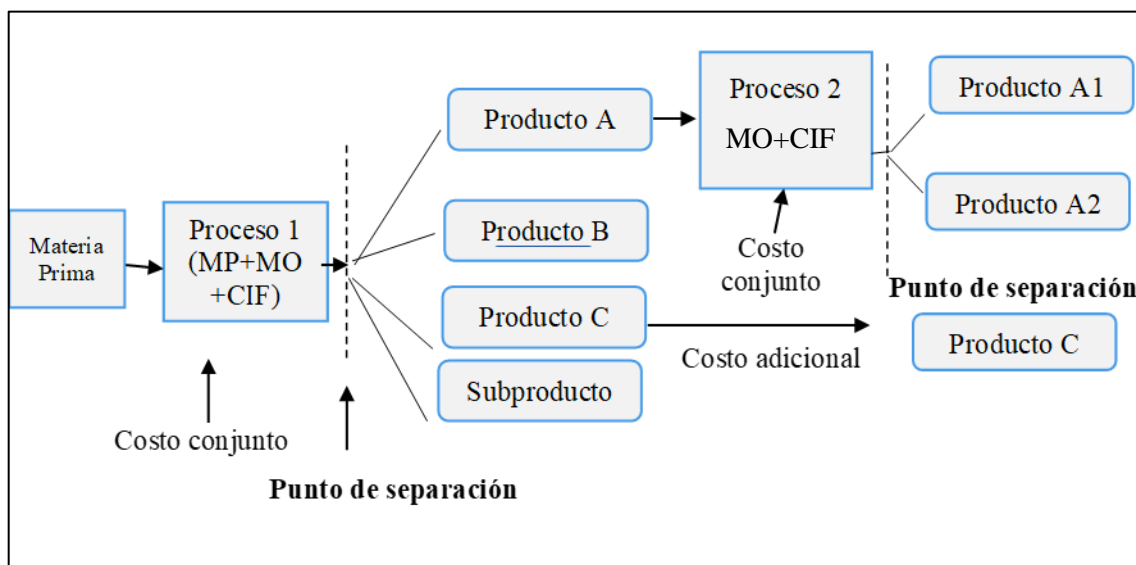 Materia
Prima
Proceso 1
(MP+MO
+CIF)
Costo conjunto
Punto de separación
Producto A
Producto B
Producto C
Subproducto
Proceso 2
MO+CIF
Costo
conjunto
Costo adicional
Producto A1
Producto A2
Punto de separación
Producto C